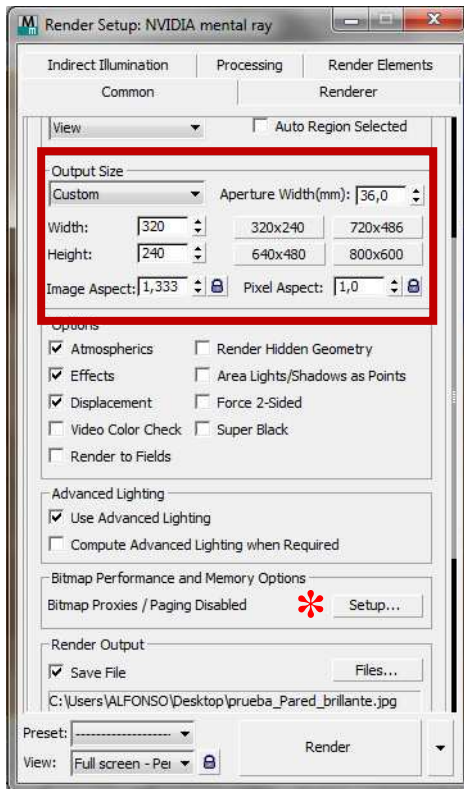 Render Setup: NVIDIA mental ray
Indirect Illumination Processing Render Elements
Common Renderer
View Auto Region Selected
Output Size
Custom Aperture Width(mm): 36,0
Width: 320 320x240 720x486
Height: 240 640x480 800x600
Image Aspect: 1,333 Pixel Aspect: 1,0
Options
Atmospherics Render Hidden Geometry
Effects Area Lights/Shadows as Points
Displacement Force 2-Sided
Video Color Check Super Black
Render to Fields
Advanced Lighting
Use Advanced Lighting
Compute Advanced Lighting when Required
Bitmap Performance and Memory Options
Bitmap Proxies / Paging Disabled * Setup...
Render Output
Save File Files...
C:\Users\ALFONSO\Desktop\prueba_Pared_brillante.jpg
Preset: ------------------
Render
View: Full screen - Per